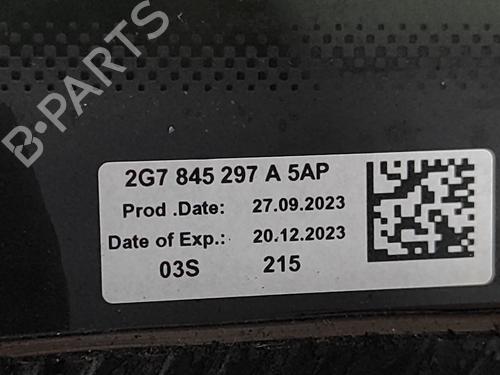 B-PARTS
2G7 845 297 A 5AP
Prod .Date: 27.09.2023
Date of Exp.: 20.12.2023
03S 215